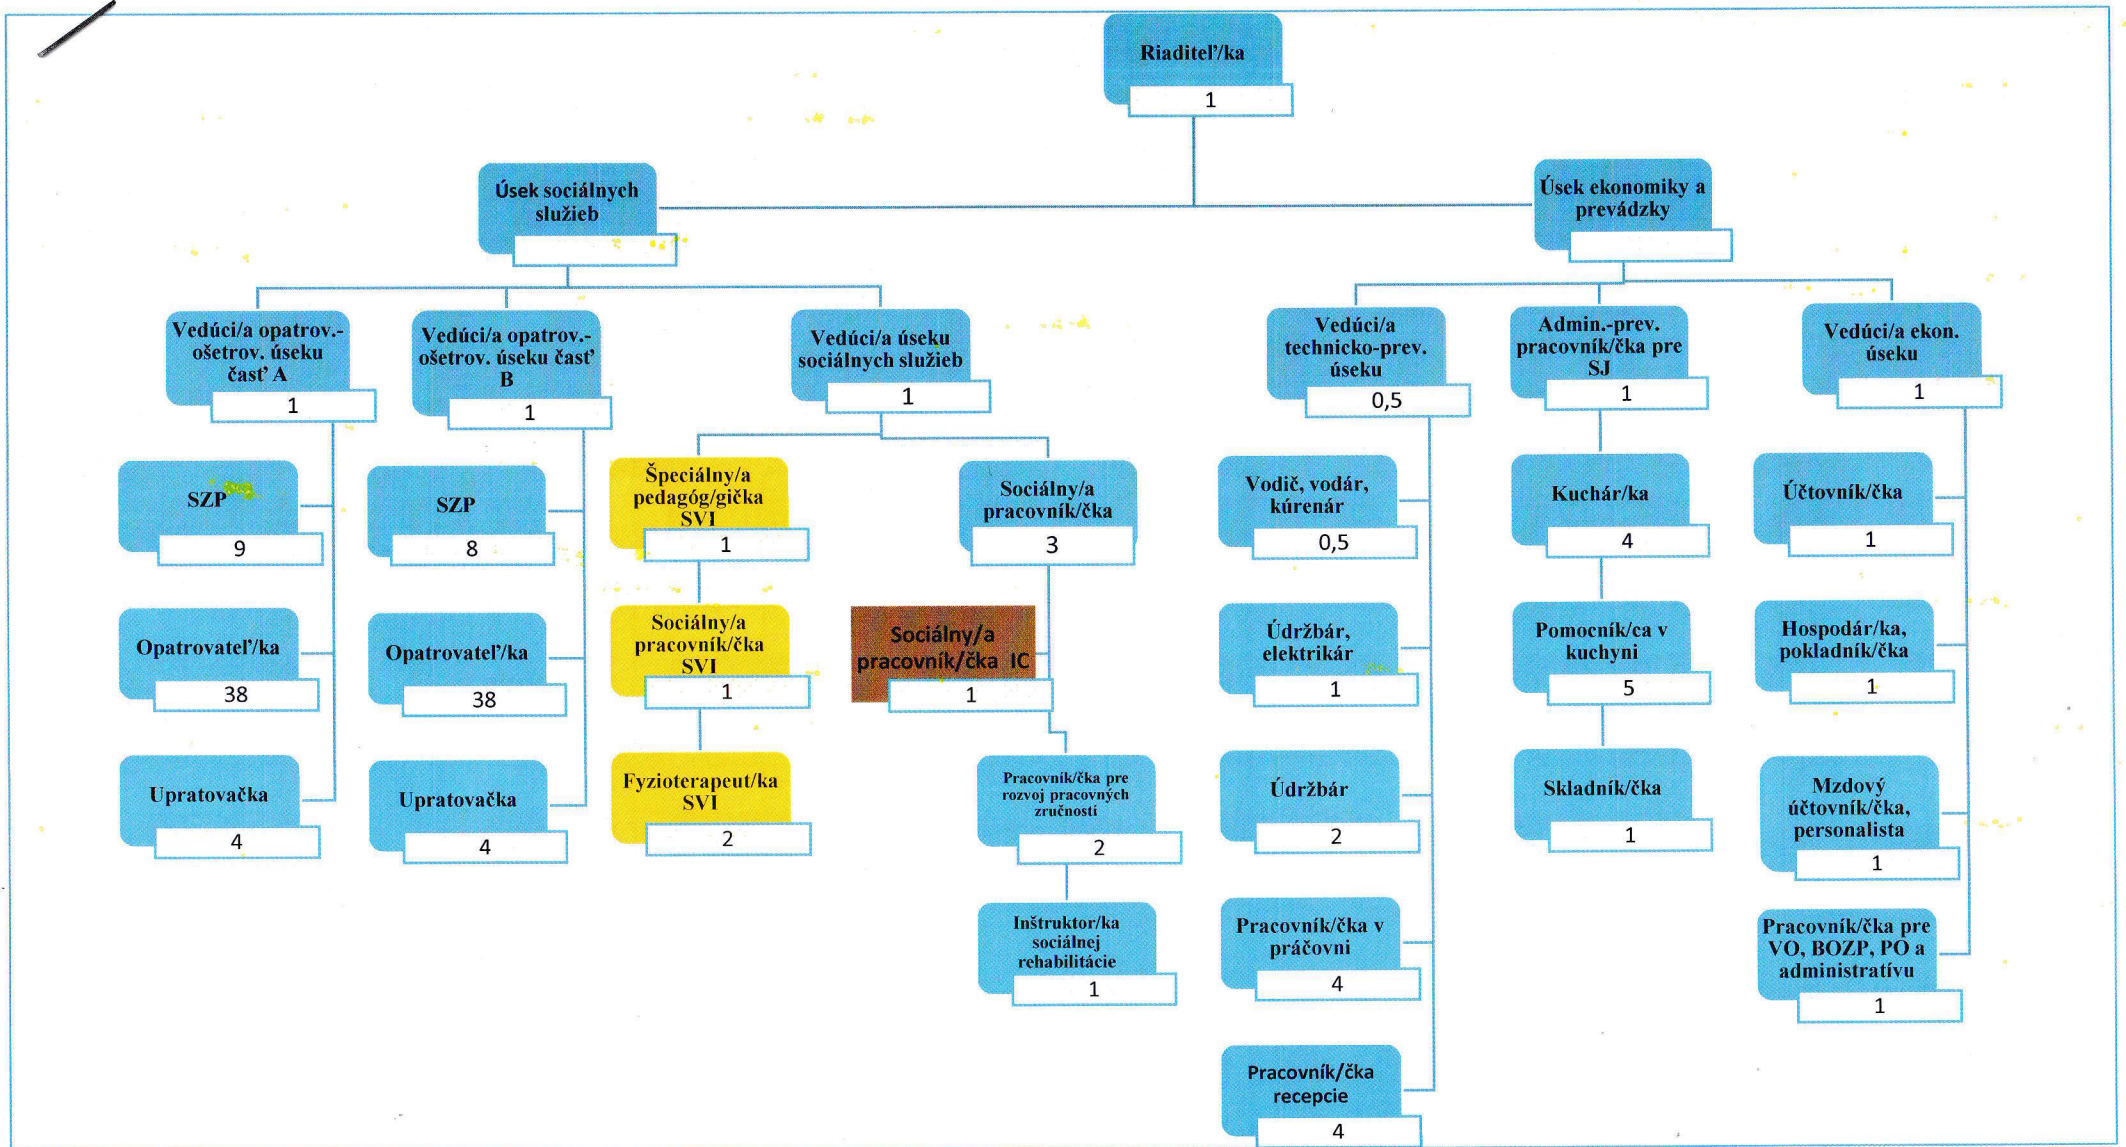 Riaditeľ/ka
1
Úsek sociálnych
služieb
Úsek ekonomiky a
prevádzky
Vedúci/a opatrov.-
ošetrov. úseku
časť A
1
Vedúci/a opatrov.-
ošetrov. úseku časť
B
1
Vedúci/a úseku
sociálnych služieb
1
Vedúci/a
technicko-prev.
úseku
0,5
Admin.-prev.
pracovník/čka pre
SJ
1
Vedúci/a ekon.
úseku
1
SZP
9
Opatrovateľ/ka
38
Upratovačka
4
SZP
8
Opatrovateľ/ka
38
Upratovačka
4
Špeciálny/a
pedagóg/gička
SVI
1
Sociálny/a
pracovník/čka
SVI
1
Fyzioterapeut/ka
SVI
2
Sociálny/a
pracovník/čka
3
Sociálny/a
pracovník/čka IC
1
Pracovník/čka pre
rozvoj pracovných
zručností
2
Inštruktor/ka
sociálnej
rehabilitácie
1
Vodič, vodár,
kúrenár
0,5
Údržbár,
elektrikár
1
Údržbár
2
Pracovník/čka v
práčovni
4
Pracovník/čka
recepcie
4
Kuchár/ka
4
Pomocník/ca v
kuchyni
5
Skladník/čka
1
Účtovník/čka
1
Hospodár/ka,
pokladník/čka
1
Mzdový
účtovník/čka,
personalista
1
Pracovník/čka pre
VO, BOZP, PO a
administratívu
1